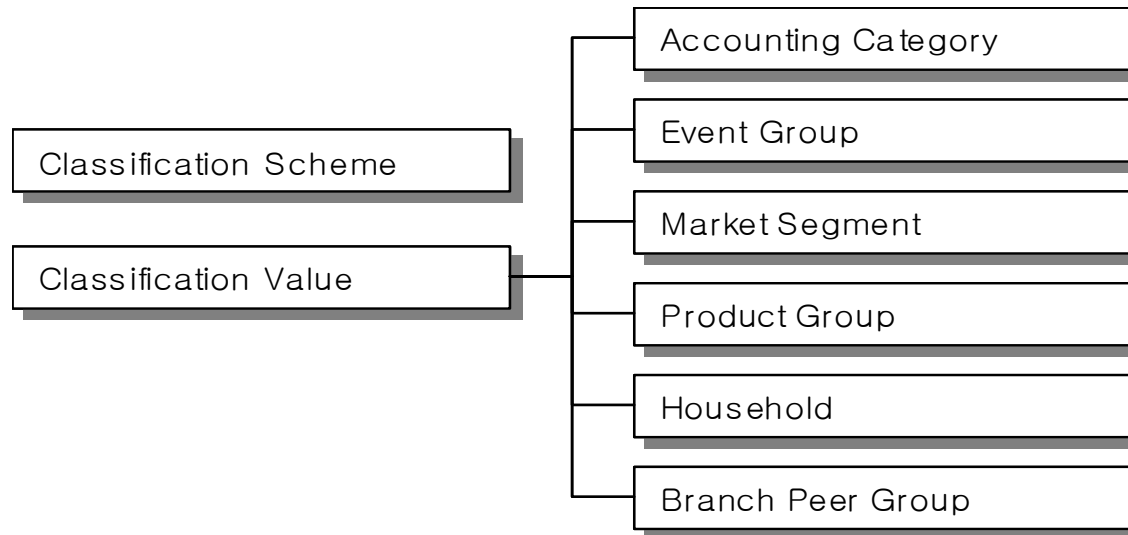 Classification Scheme
Classification Value
Accounting Category
Event Group
Market Segment
Product Group
Household
Branch Peer Group